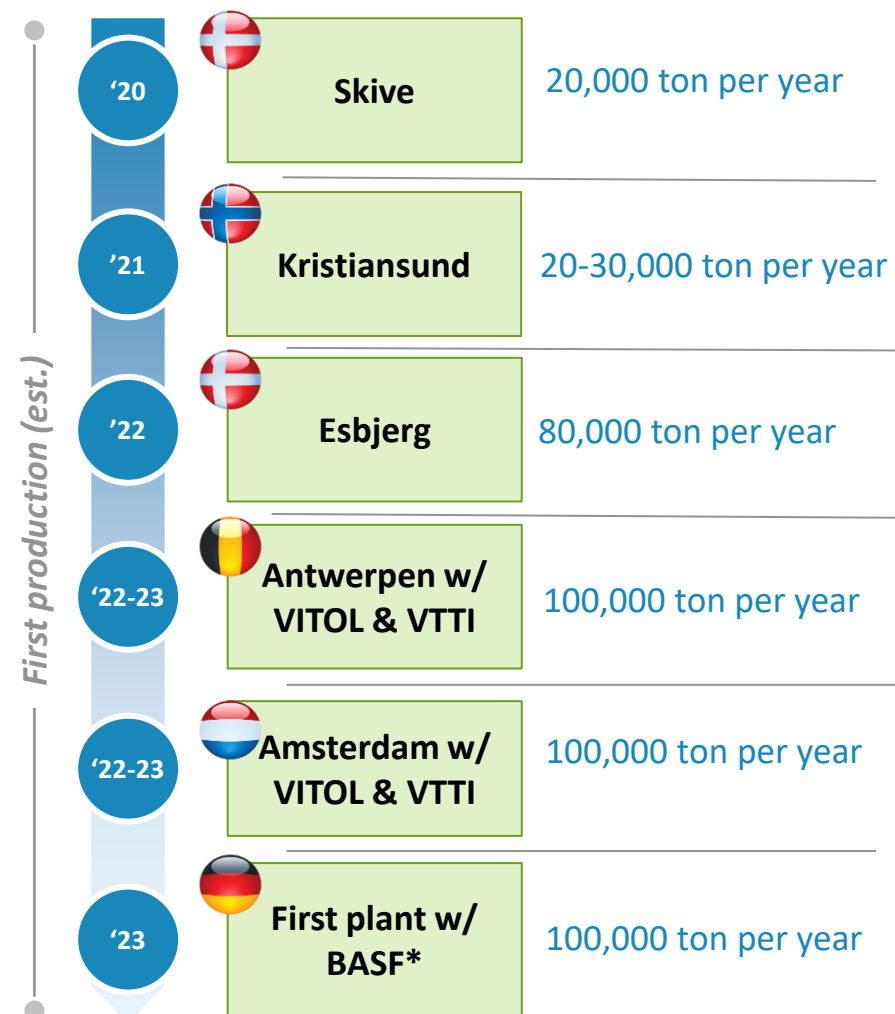 First production (est.)
‘20
Skive
20,000 ton per year
’21
Kristiansund
20-30,000 ton per year
’22
Esbjerg
80,000 ton per year
‘22-23
Antwerpen w/
VITOL & VTTI
100,000 ton per year
‘22-23
Amsterdam w/
VITOL & VTTI
100,000 ton per year
‘23
First plant w/
BASF*
100,000 ton per year